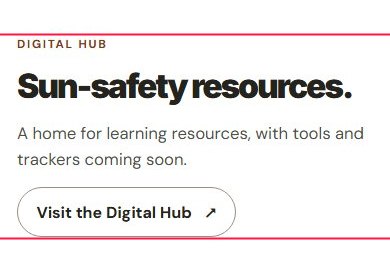 DIGITAL HUB
Sun-safety resources.
A home for learning resources, with tools and
trackers coming soon.
Visit the Digital Hub ↗